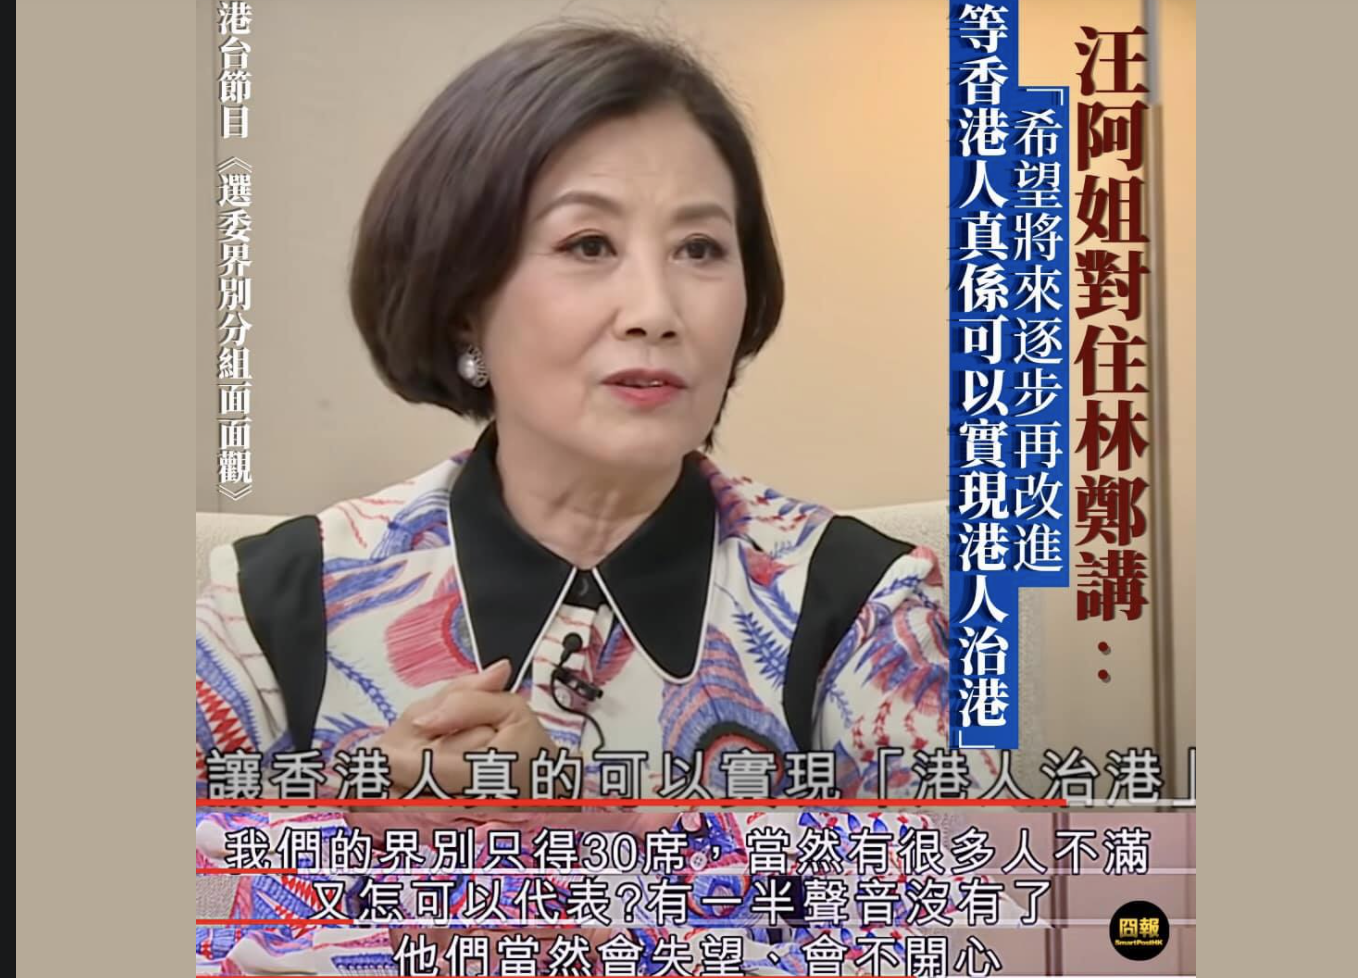 汪阿姐對住林鄭講：
「希望將來逐步再改進
等香港人真係可以實現港人治港」
港台節目《選委界別分組面面觀》
讓香港人真的可以實現「港人治港」
我們的界別只得30席，當然有很多人不滿
又怎可以代表?有一半聲音沒有了
他們當然會失望、會不開心
囧報
SmartPostHK